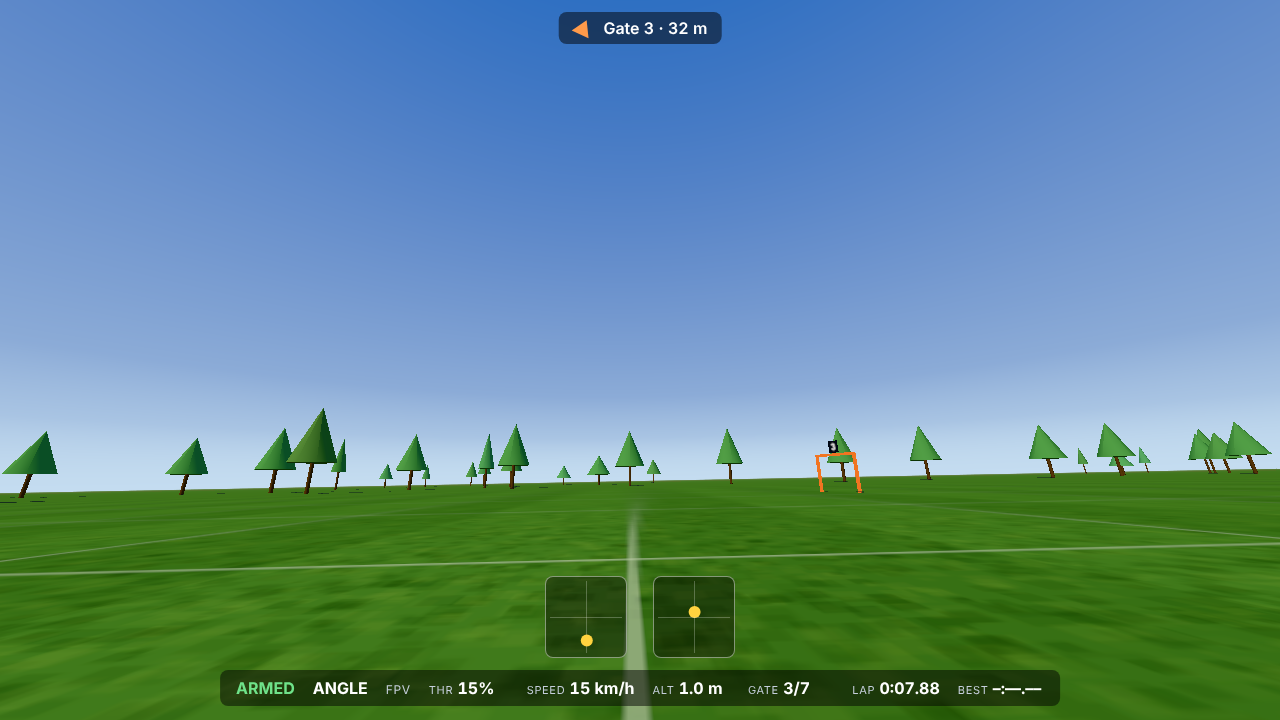 Gate 3 · 32 m
3
ARMED ANGLE FPV THR 15% SPEED 15 km/h ALT 1.0 m GATE 3/7 LAP 0:07.88 BEST –:––.––